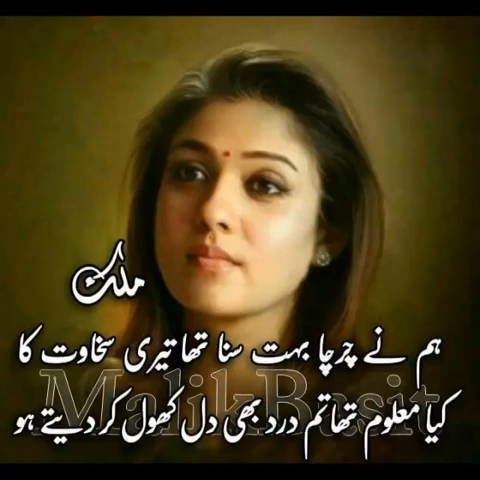 ملک
ہم نے چرچا بہت سنا تھا تیری سخاوت کا
MalikBasit
کیا معلوم تھا تم درد بھی دل کھول کر دیتے ہو